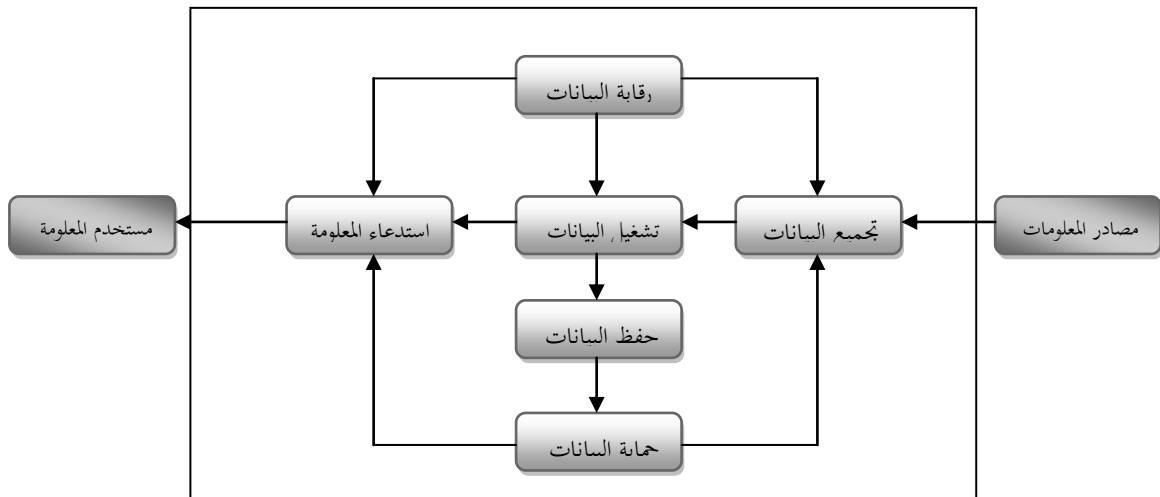 رقابة البيانات
مصادر المعلومات
تجميع البيانات
تشغيل البيانات
استدعاء المعلومة
مستخدم المعلومة
حفظ البيانات
حماية البيانات